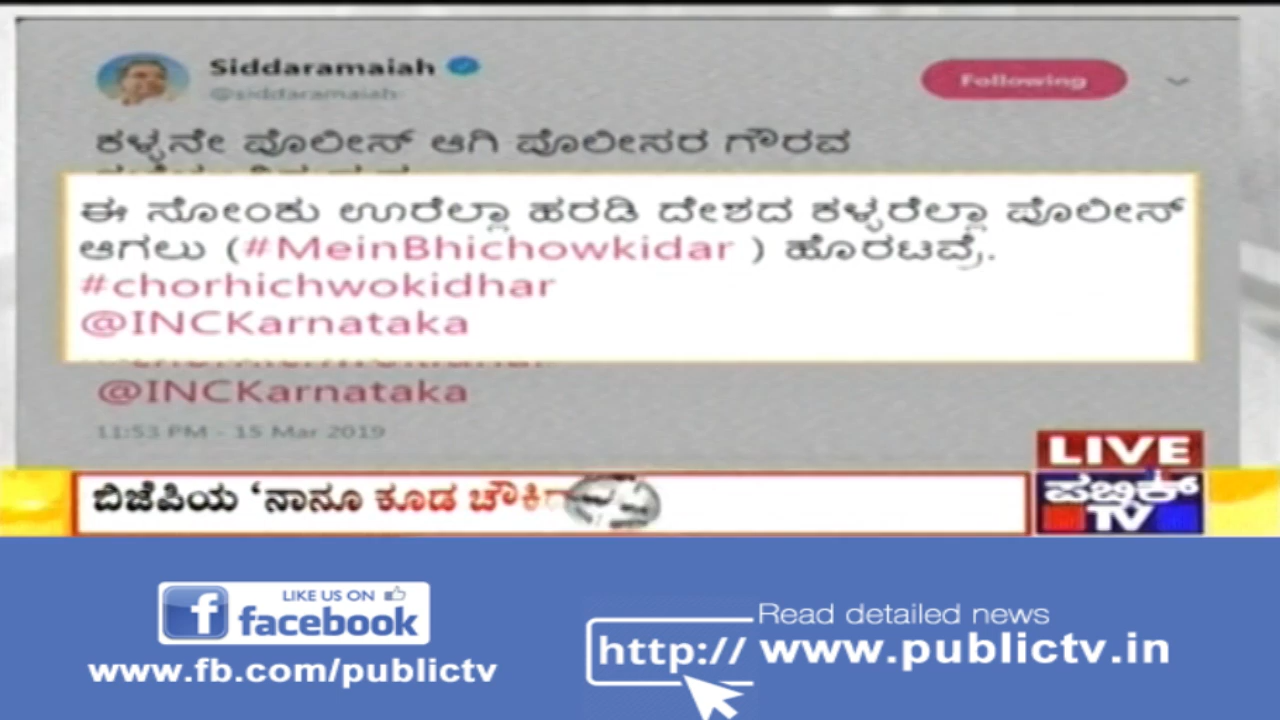 Siddaramaiah
@siddaramaiah
Following
ಕಳ್ಳನೇ ಪೊಲೀಸ್ ಆಗಿ ಪೊಲೀಸರ ಗೌರವ
ಈ ಸೋಂಕು ಊರೆಲ್ಲಾ ಹರಡಿ ದೇಶದ ಕಳ್ಳರೆಲ್ಲಾ ಪೊಲೀಸ್
ಆಗಲು (#MeinBhichowkidar ) ಹೊರಟವ್ರೆ.
#chorhichwokidhar
@INCKarnataka
@INCKarnataka
11:53 PM - 15 Mar 2019
LIVE
ಬಿಜೆಪಿಯ ‘ನಾನೂ ಕೂಡ
ಪಬ್ಲಿಕ್
TV
LIKE US ON
facebook
www.fb.com/publictv
Read detailed news
http:// www.publictv.in